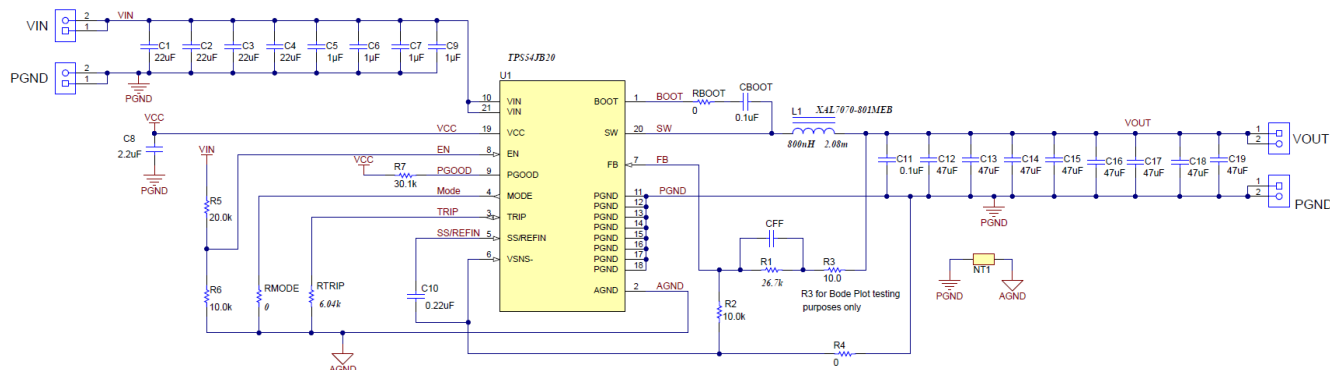 VIN
2
1
VIN
PGND
2
1
PGND
C1
22uF
C2
22uF
C3
22uF
C4
22uF
C5
1µF
C6
1µF
C7
1µF
C9
1µF
TPS54JB20
U1
10
VIN
21
VIN
19
VCC
8
EN
9
PGOOD
4
MODE
3
TRIP
5
SS/REFIN
6
VSNS-
BOOT
1
SW
20
FB
7
PGND
11
PGND
12
PGND
13
PGND
14
PGND
15
PGND
16
PGND
17
PGND
18
AGND
2
VCC
C8
2.2uF
PGND
VCC
EN
VIN
VCC
R7
30.1k
PGOOD
Mode
TRIP
SS/REFIN
R5
20.0k
R6
10.0k
RMODE
0
RTRIP
6.04k
C10
0.22uF
AGND
BOOT
RBOOT
0
CBOOT
0.1uF
SW
L1
XAL7070-801MEB
800nH
2.08m
FB
PGND
AGND
VOUT
C11
0.1uF
C12
47uF
C13
47uF
C14
47uF
C15
47uF
C16
47uF
C17
47uF
C18
47uF
C19
47uF
PGND
1
2
VOUT
1
2
PGND
CFF
R1
26.7k
R3
10.0
R3 for Bode Plot testing
purposes only
R2
10.0k
R4
0
NT1
PGND
AGND